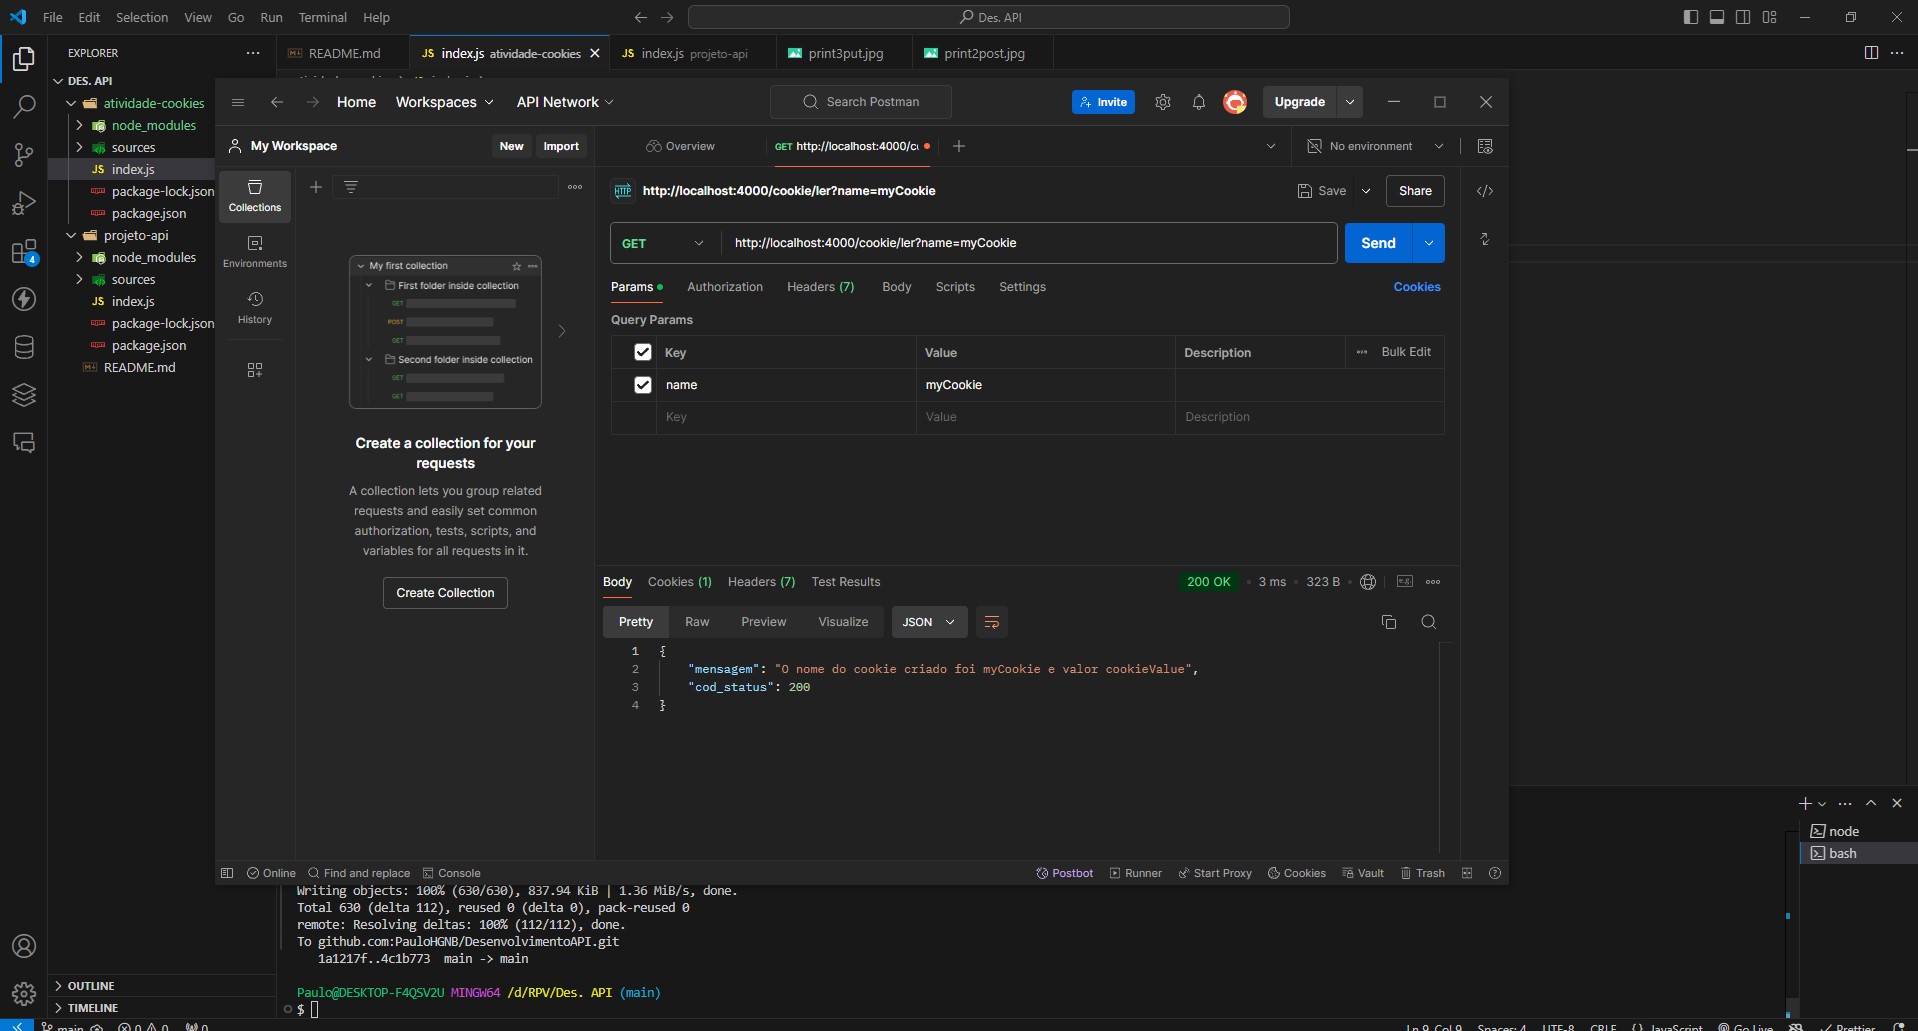 File Edit Selection View Go Run Terminal Help
Des. API
EXPLORER
README.md
JS index.js atividade-cookies
JS index.js projeto-api
print3put.jpg
print2post.jpg
DES. API
atividade-cookies
node_modules
sources
JS index.js
package-lock.json
package.json
projeto-api
node_modules
sources
JS index.js
package-lock.json
package.json
README.md
4
OUTLINE
TIMELINE
Home Workspaces API Network
Search Postman
Invite
Upgrade
My Workspace
New Import
Overview
GET http://localhost:4000/c
No environment
Collections
Environments
History
My first collection
First folder inside collection
GET
POST
GET
Second folder inside collection
GET
GET
Create a collection for your
requests
A collection lets you group related
requests and easily set common
authorization, tests, scripts, and
variables for all requests in it.
Create Collection
HTTP http://localhost:4000/cookie/ler?name=myCookie
Save Share
GET http://localhost:4000/cookie/ler?name=myCookie
Send
Params Authorization Headers (7) Body Scripts Settings Cookies
Query Params
Key Value Description Bulk Edit
name myCookie
Key Value Description
Body Cookies (1) Headers (7) Test Results
200 OK • 3 ms • 323 B
Pretty Raw Preview Visualize JSON
1 {
2 "mensagem": "O nome do cookie criado foi myCookie e valor cookieValue",
3 "cod_status": 200
4 }
Online Find and replace Console
Postbot Runner Start Proxy Cookies Vault Trash
node
bash
Writing objects: 100% (630/630), 837.94 KiB | 1.36 MiB/s, done.
Total 630 (delta 112), reused 0 (delta 0), pack-reused 0
remote: Resolving deltas: 100% (112/112), done.
To github.com:PauloHGNB/DesenvolvimentoAPI.git
1a1217f..4c1b773 main -> main
Paulo@DESKTOP-F4QSV2U MINGW64 /d/RPV/Des. API (main)
$
main 0 0 0
Ln 9, Col 9 Spaces: 4 UTF-8 CRLF {} JavaScript Go Live Prettier